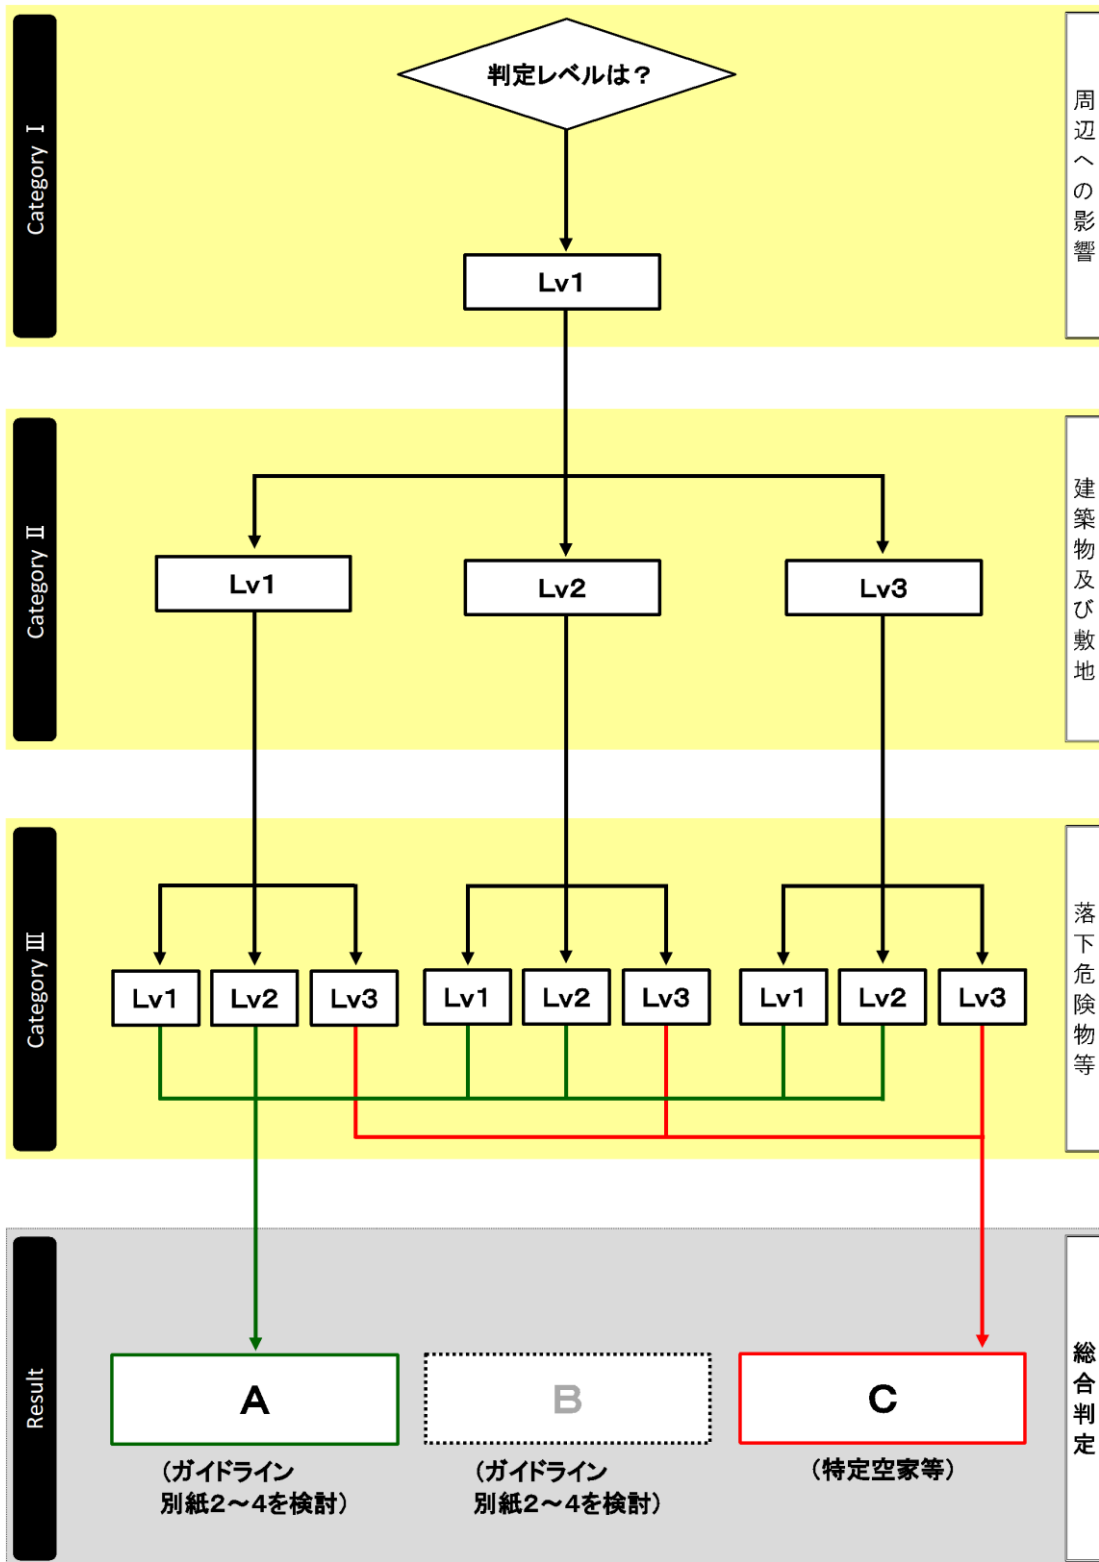 Category Ⅰ
判定レベルは？
Lv1
周辺への影響
Category Ⅱ
Lv1
Lv2
Lv3
建築物及び敷地
Category Ⅲ
Lv1
Lv2
Lv3
Lv1
Lv2
Lv3
Lv1
Lv2
Lv3
落下危険物等
Result
A
(ガイドライン
別紙2～4を検討)
B
(ガイドライン
別紙2～4を検討)
C
(特定空家等)
総合判定